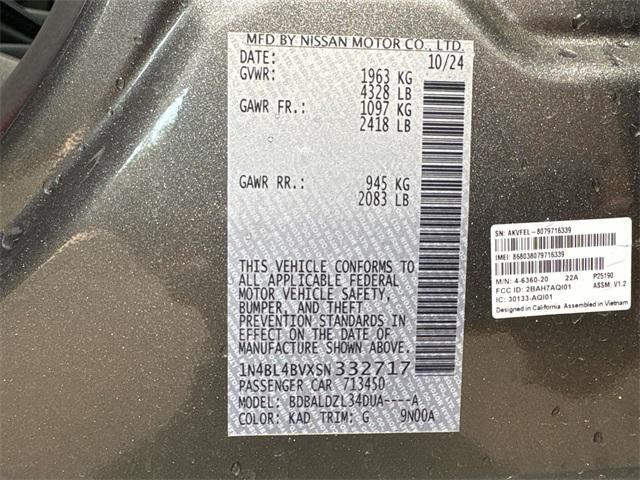 MFD BY NISSAN MOTOR CO., LTD.
DATE: 10/24
GVWR: 1963 KG
4328 LB
GAWR FR.: 1097 KG
2418 LB
GAWR RR.: 945 KG
2083 LB
THIS VEHICLE CONFORMS TO
ALL APPLICABLE FEDERAL
MOTOR VEHICLE SAFETY,
BUMPER, AND THEFT
PREVENTION STANDARDS IN
EFFECT ON THE DATE OF
MANUFACTURE SHOWN ABOVE.
1N4BL4BVXSN332717
PASSENGER CAR 713450
MODEL: BDBALDZL34DUA----A
COLOR: KAD TRIM: G 9N00A
SN: AKVFEL-8079716339
IMEI: 868038079716339
M/N: 4-6360-20 22A P25190
FCC ID: 2BAH7AQI01 ASSM: V1.2
IC: 30133-AQI01
Designed in California Assembled in Vietnam